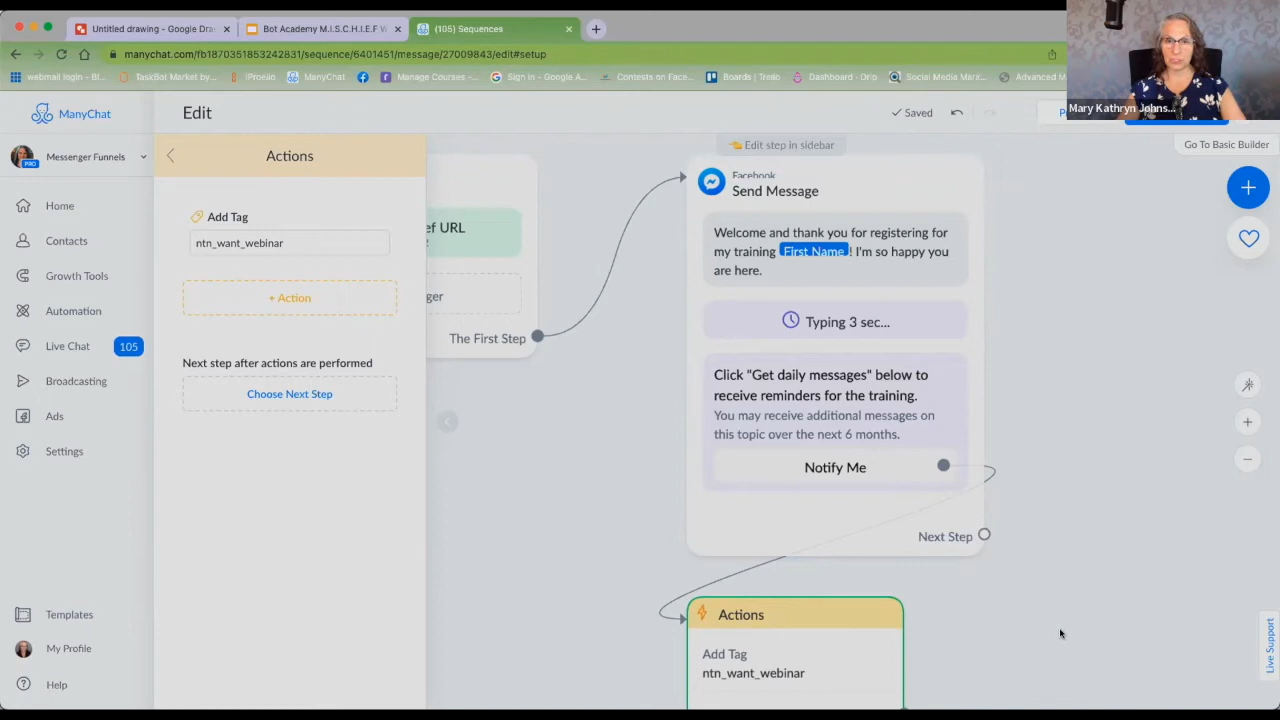 Untitled drawing - Google Dra
Bot Academy M.I.S.C.H.I.E.F W
(105) Sequences
manychat.com/fb1870351853242831/sequence/6401451/message/27009843/edit#setup
webmail login – Bl...
TaskBot Market by...
ManyChat
Manage Courses –...
Sign in – Google A...
Contests on Face...
Boards | Trello
Dashboard · Drip
Social Media Mark...
Advanced M
Mary Kathryn Johns...
ManyChat
Edit
Saved
Go To Basic Builder
Messenger Funnels
PRO
Home
Contacts
Growth Tools
Automation
Live Chat
105
Broadcasting
Ads
Settings
Templates
My Profile
Help
Actions
Add Tag
ntn_want_webinar
+ Action
Next step after actions are performed
Choose Next Step
ef URL
ger
The First Step
Edit step in sidebar
Facebook
Send Message
Welcome and thank you for registering for
my training First Name ! I'm so happy you
are here.
Typing 3 sec...
Click "Get daily messages" below to
receive reminders for the training.
You may receive additional messages on
this topic over the next 6 months.
Notify Me
Next Step
Actions
Add Tag
ntn_want_webinar
Live Support